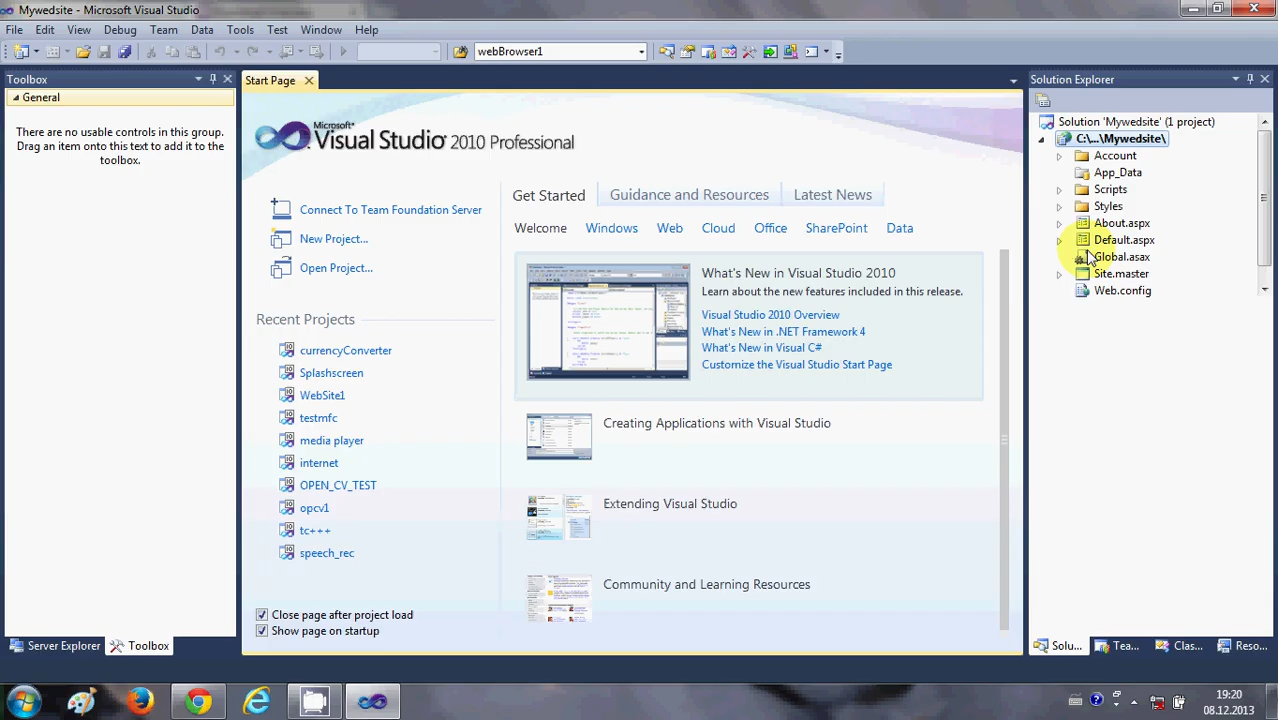 Mywedsite - Microsoft Visual Studio
File Edit View Debug Team Data Tools Test Window Help
webBrowser1
Toolbox
General
There are no usable controls in this group.
Drag an item onto this text to add it to the
toolbox.
Server Explorer
Toolbox
Start Page
Microsoft®
Visual Studio® 2010 Professional
Connect To Team Foundation Server
New Project...
Open Project...
Recent Projects
currencyConverter
Splashscreen
WebSite1
testmfc
media player
internet
OPEN_CV_TEST
opcv1
tc+++
speech_rec
Close page after project load
Show page on startup
Get Started
Guidance and Resources
Latest News
Welcome Windows Web Cloud Office SharePoint Data
What's New in Visual Studio 2010
Learn about the new features included in this release.
Visual Studio 2010 Overview
What's New in .NET Framework 4
What's New in Visual C#
Customize the Visual Studio Start Page
Creating Applications with Visual Studio
Extending Visual Studio
Community and Learning Resources
Solution Explorer
Solution 'Mywedsite' (1 project)
C:\...\Mywedsite\
Account
App_Data
Scripts
Styles
About.aspx
Default.aspx
Global.asax
Site.master
Web.config
Solu...
Tea...
Clas...
Reso...
19:20
08.12.2013